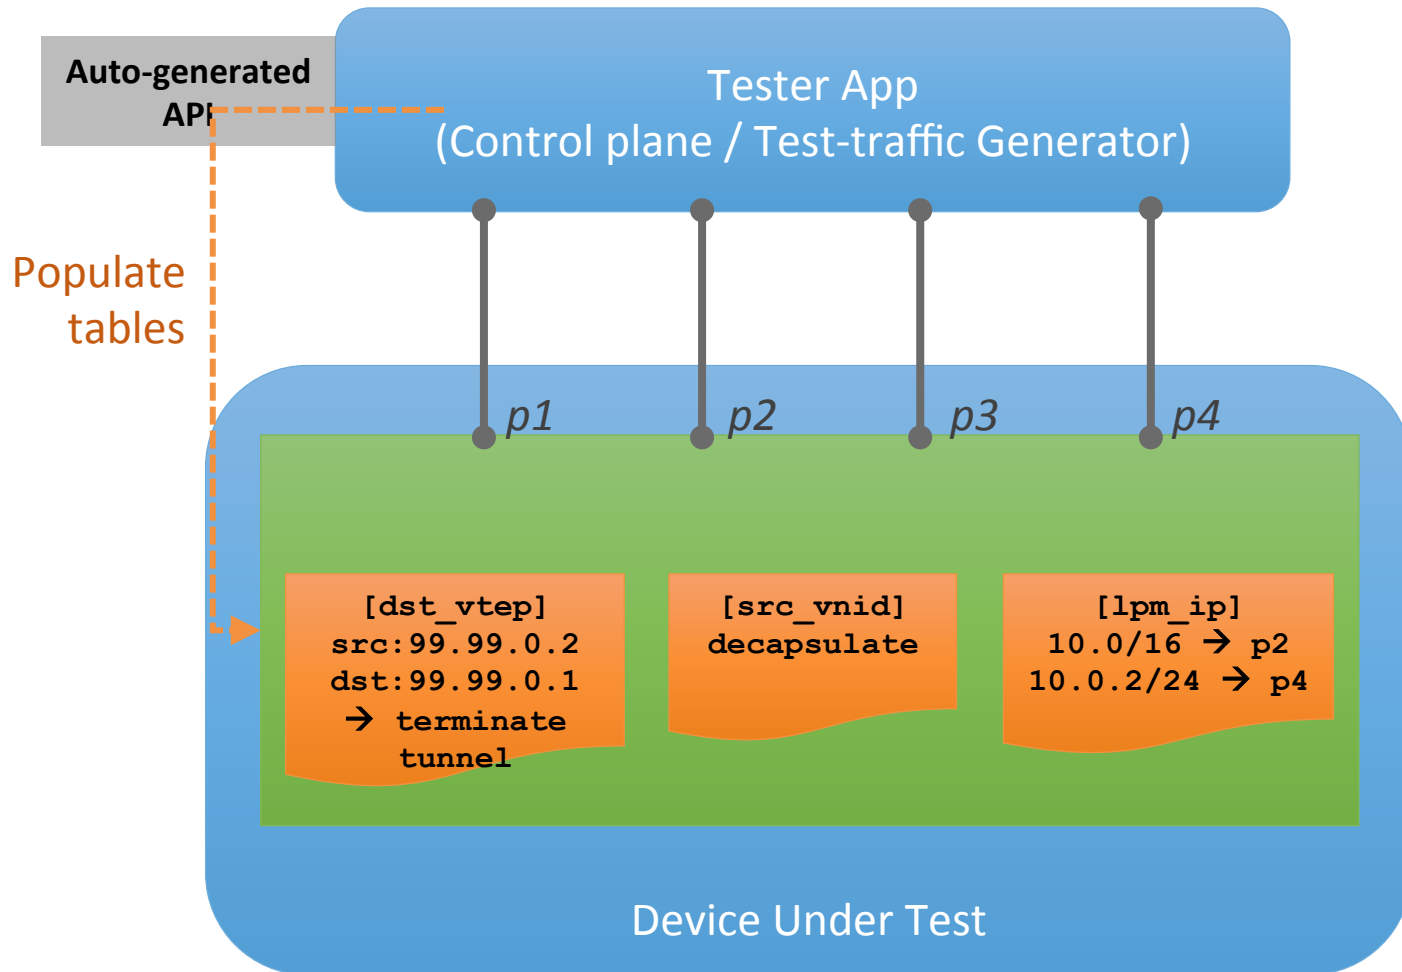 Auto-generated
API
Tester App
(Control plane / Test-traffic Generator)
Populate
tables
p1
p2
p3
p4
[dst_vtep]
src:99.99.0.2
dst:99.99.0.1
→ terminate
tunnel
[src_vnid]
decapsulate
[lpm_ip]
10.0/16 → p2
10.0.2/24 → p4
Device Under Test